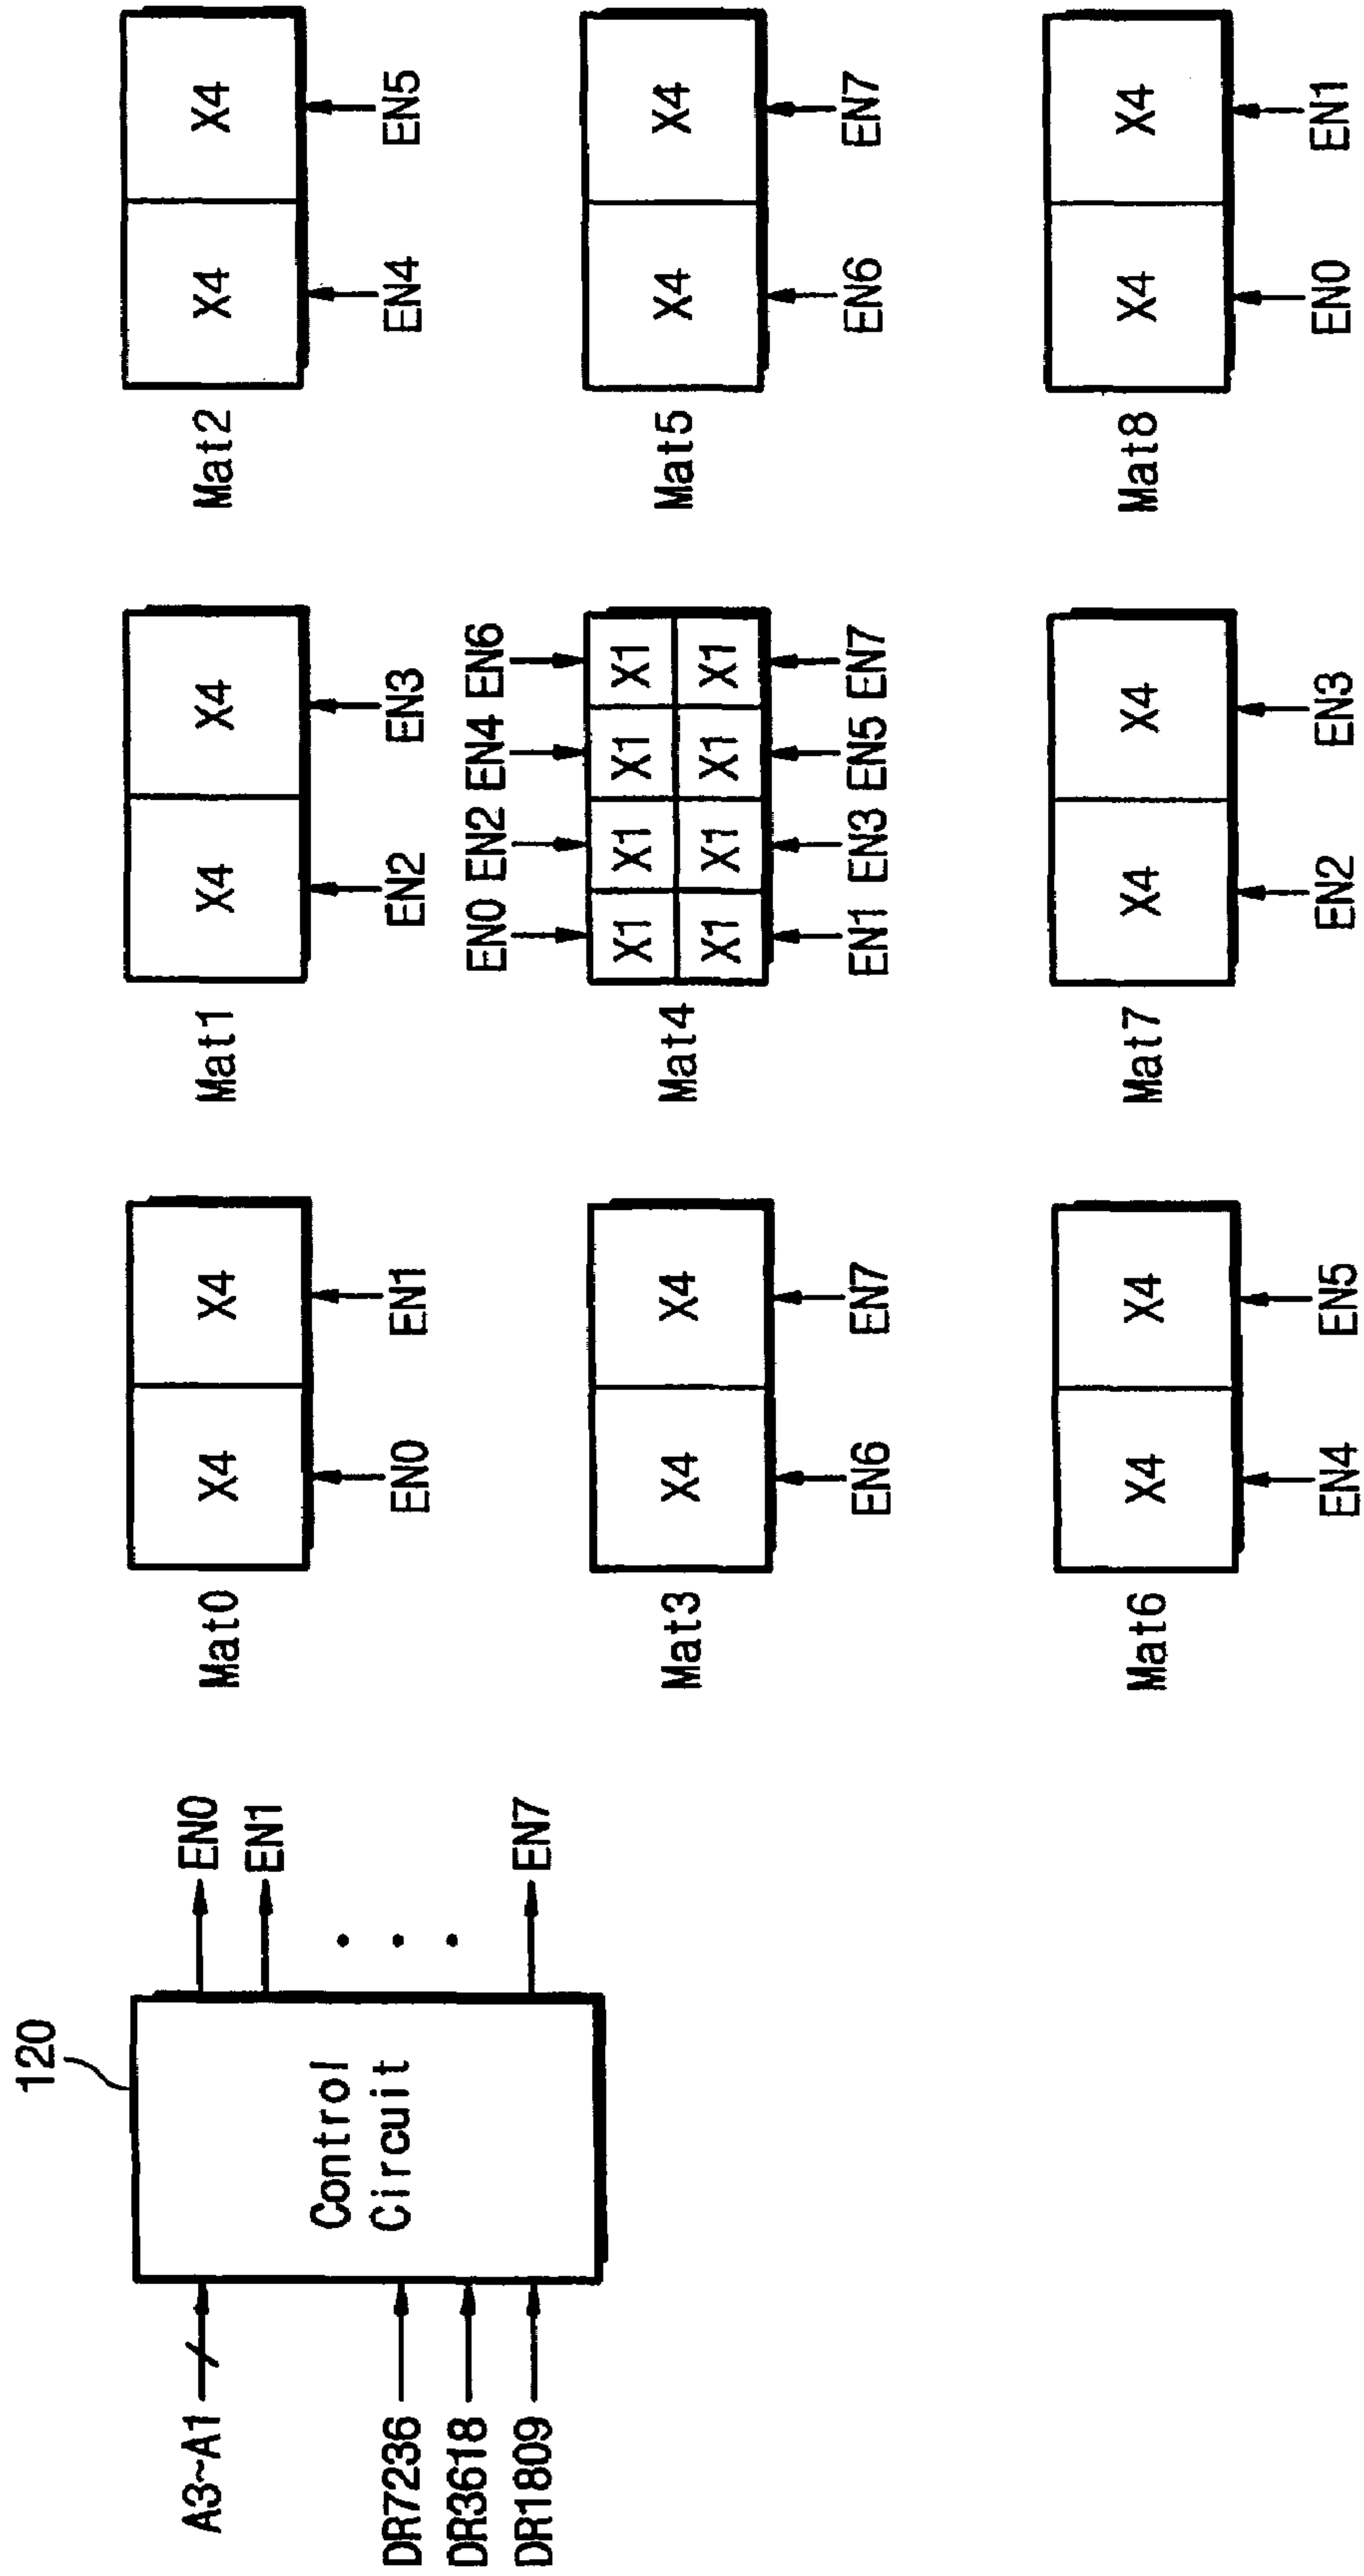 120
A3~A1
DR7236
DR3618
DR1809
Control
Circuit
EN0
EN1
EN7
Mat0
X4 X4
EN0 EN1
Mat1
X4 X4
EN2 EN3
Mat2
X4 X4
EN4 EN5
Mat3
X4 X4
EN6 EN7
EN0 EN2 EN4 EN6
Mat4
X1 X1 X1 X1
X1 X1 X1 X1
EN1 EN3 EN5 EN7
Mat5
X4 X4
EN6 EN7
Mat6
X4 X4
EN4 EN5
Mat7
X4 X4
EN2 EN3
Mat8
X4 X4
EN0 EN1